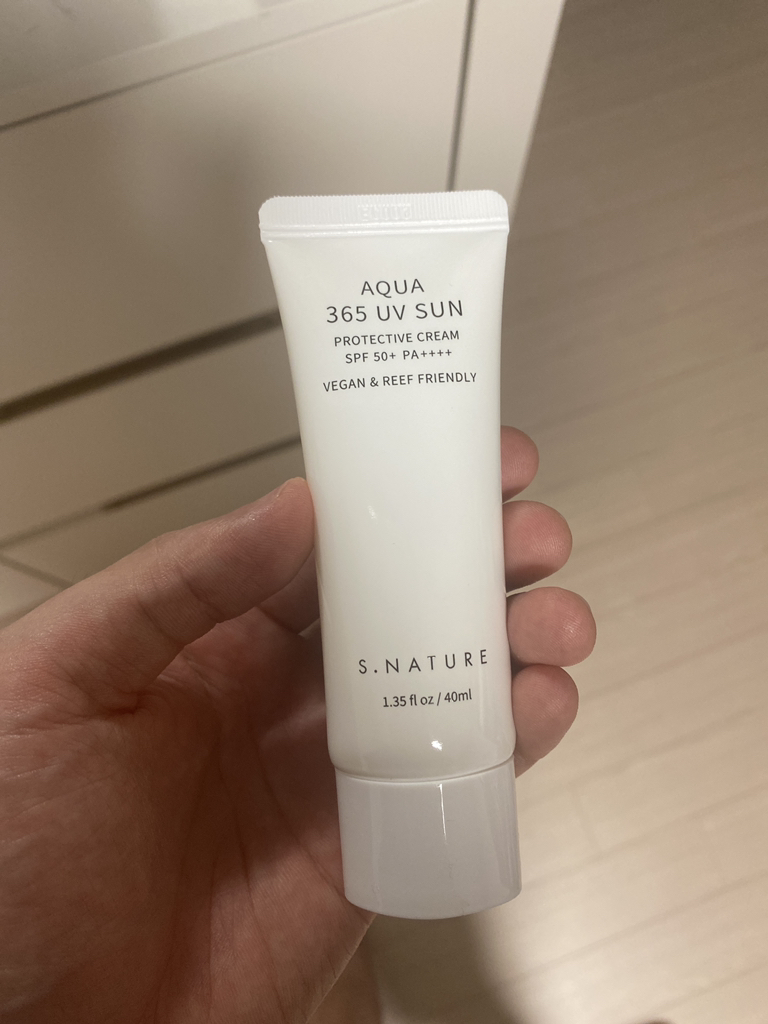 AQUA
365 UV SUN
PROTECTIVE CREAM
SPF 50+ PA++++
VEGAN & REEF FRIENDLY
S.NATURE
1.35 fl oz / 40ml